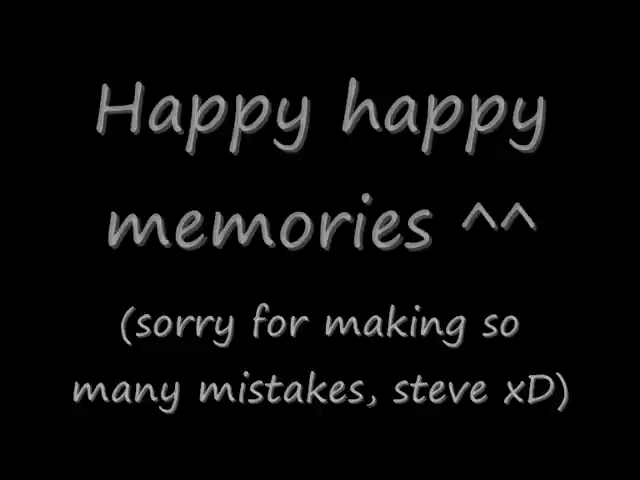 Happy happy
memories ^^
(sorry for making so
many mistakes, steve xD)